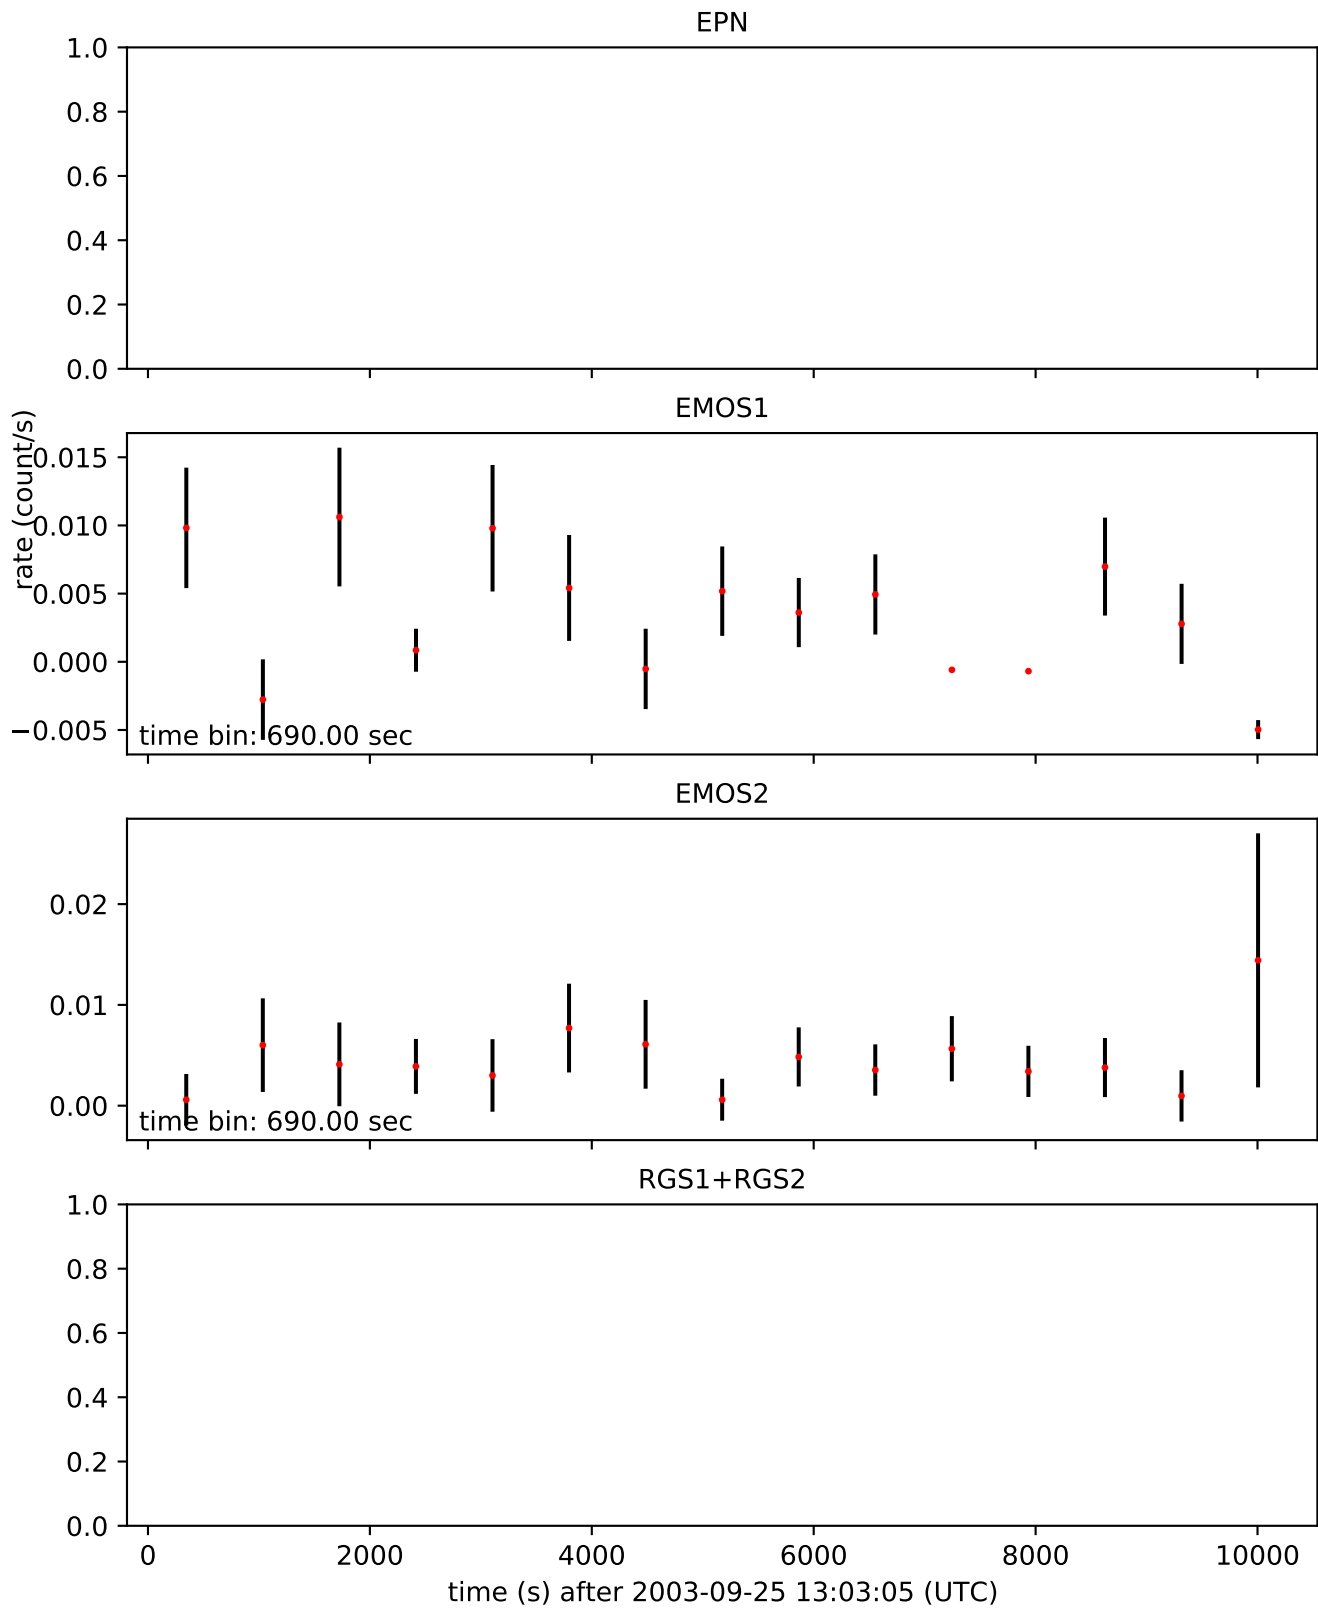 EPN
1.0
0.8
0.6
0.4
0.2
0.0
EMOS1
rate (count/s)
0.015
0.010
0.005
0.000
−0.005
time bin: 690.00 sec
EMOS2
0.02
0.01
0.00
time bin: 690.00 sec
RGS1+RGS2
1.0
0.8
0.6
0.4
0.2
0.0
0 2000 4000 6000 8000 10000
time (s) after 2003-09-25 13:03:05 (UTC)